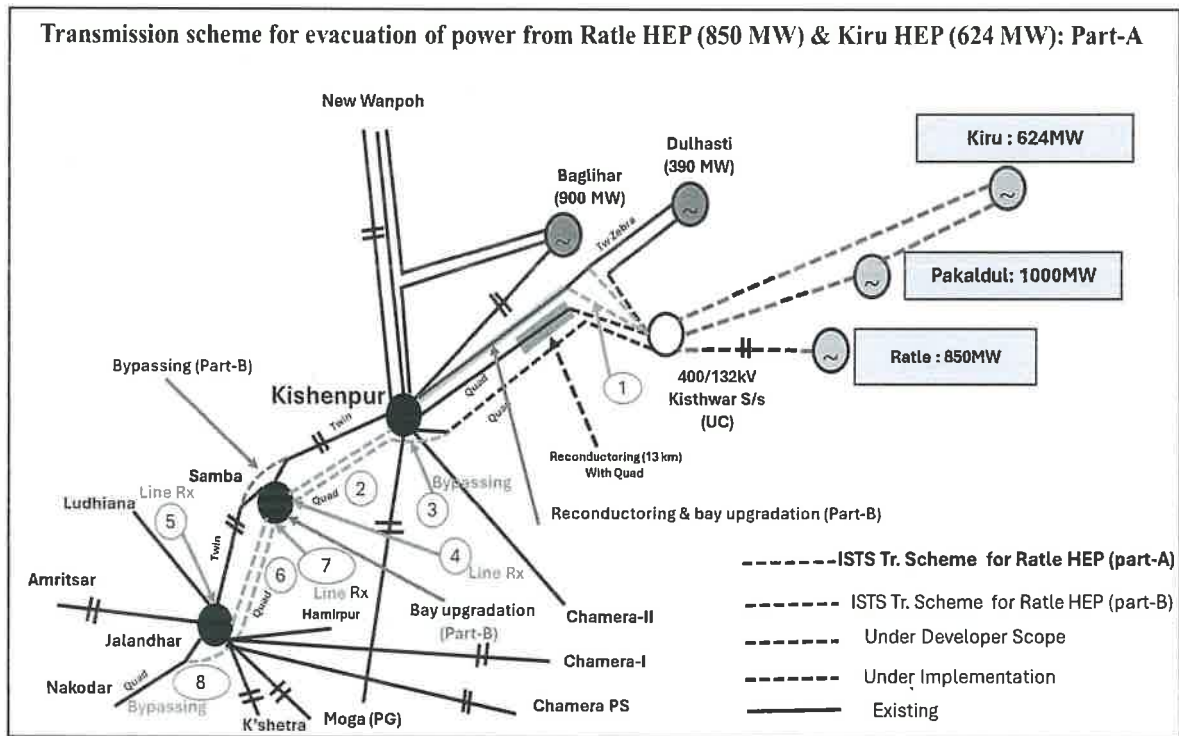 Transmission scheme for evacuation of power from Ratle HEP (850 MW) & Kiru HEP (624 MW): Part-A
New Wanpoh
Dulhasti
(390 MW)
Kiru : 624MW
Baglihar
(900 MW)
~
~
~
Tw Zebra
~
Pakaldul: 1000MW
~
Ratle : 850MW
Bypassing (Part-B)
1
400/132kV
Kisthwar S/s
(UC)
Kishenpur
Twin
Quad
Quad
Reconductoring (13 km)
With Quad
Samba
Quad
2
3
Bypassing
Reconductoring & bay upgradation (Part-B)
Ludhiana
Line Rx
5
Twin
4
Line Rx
6
7
Line Rx
Quad
Amritsar
Hamirpur
Bay upgradation
(Part-B)
Chamera-II
Jalandhar
Chamera-I
Nakodar
Quad
8
Bypassing
K'shetra
Moga (PG)
Chamera PS
ISTS Tr. Scheme for Ratle HEP (part-A)
ISTS Tr. Scheme for Ratle HEP (part-B)
Under Developer Scope
Under Implementation
Existing